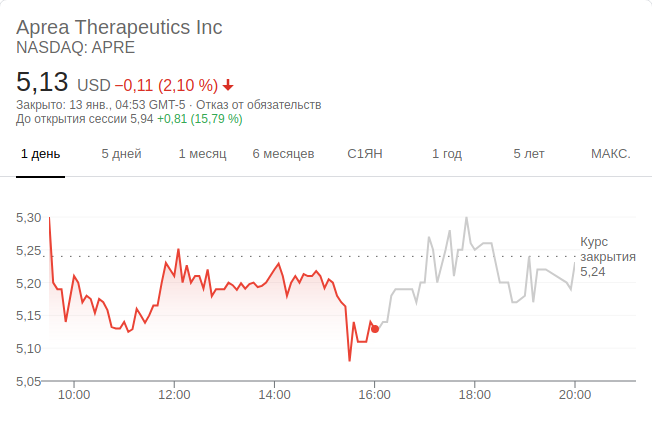 Aprea Therapeutics Inc
NASDAQ: APRE
5,13 USD −0,11 (2,10 %)
Закрыто: 13 янв., 04:53 GMT-5 · Отказ от обязательств
До открытия сессии 5,94 +0,81 (15,79 %)
1 день 5 дней 1 месяц 6 месяцев С1ЯН 1 год 5 лет МАКС.
5,30
5,25
5,20
5,15
5,10
5,05
Курс
закрытия
5,24
10:00 12:00 14:00 16:00 18:00 20:00